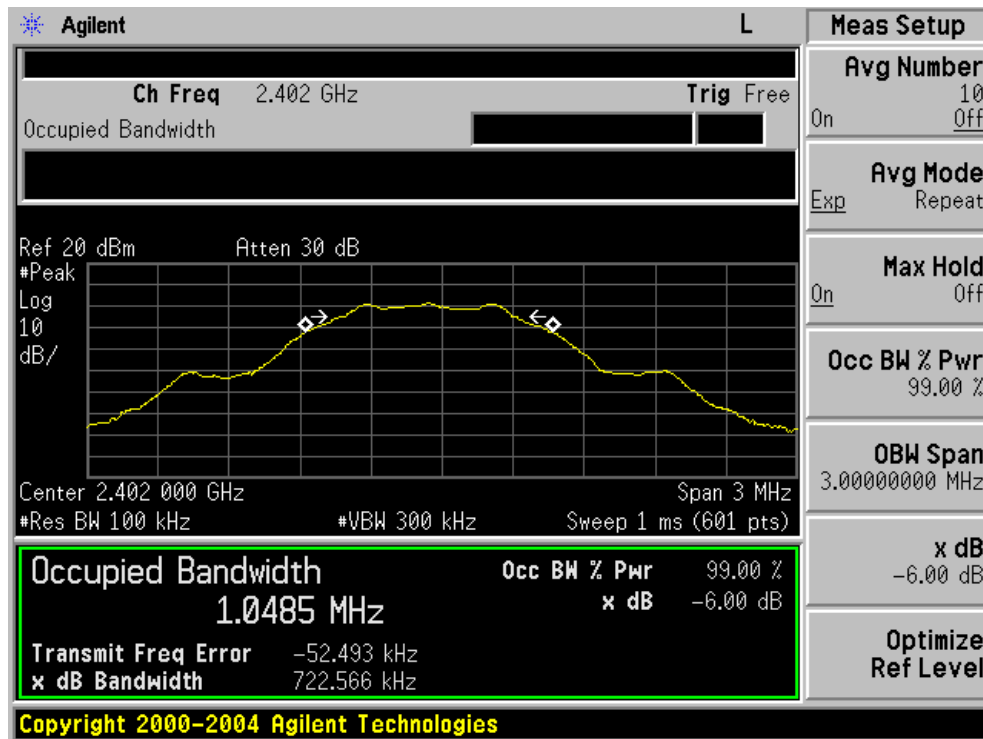 Agilent L
Ch Freq 2.402 GHz Trig Free
Occupied Bandwidth
Ref 20 dBm Atten 30 dB
#Peak
Log
10
dB/
Center 2.402 000 GHz Span 3 MHz
#Res BW 100 kHz #VBW 300 kHz Sweep 1 ms (601 pts)
Occupied Bandwidth Occ BW % Pwr 99.00 %
1.0485 MHz x dB -6.00 dB
Transmit Freq Error -52.493 kHz
x dB Bandwidth 722.566 kHz
Copyright 2000-2004 Agilent Technologies
Meas Setup
Avg Number
10
On Off
Avg Mode
Exp Repeat
Max Hold
On Off
Occ BW % Pwr
99.00 %
OBW Span
3.00000000 MHz
x dB
-6.00 dB
Optimize
Ref Level